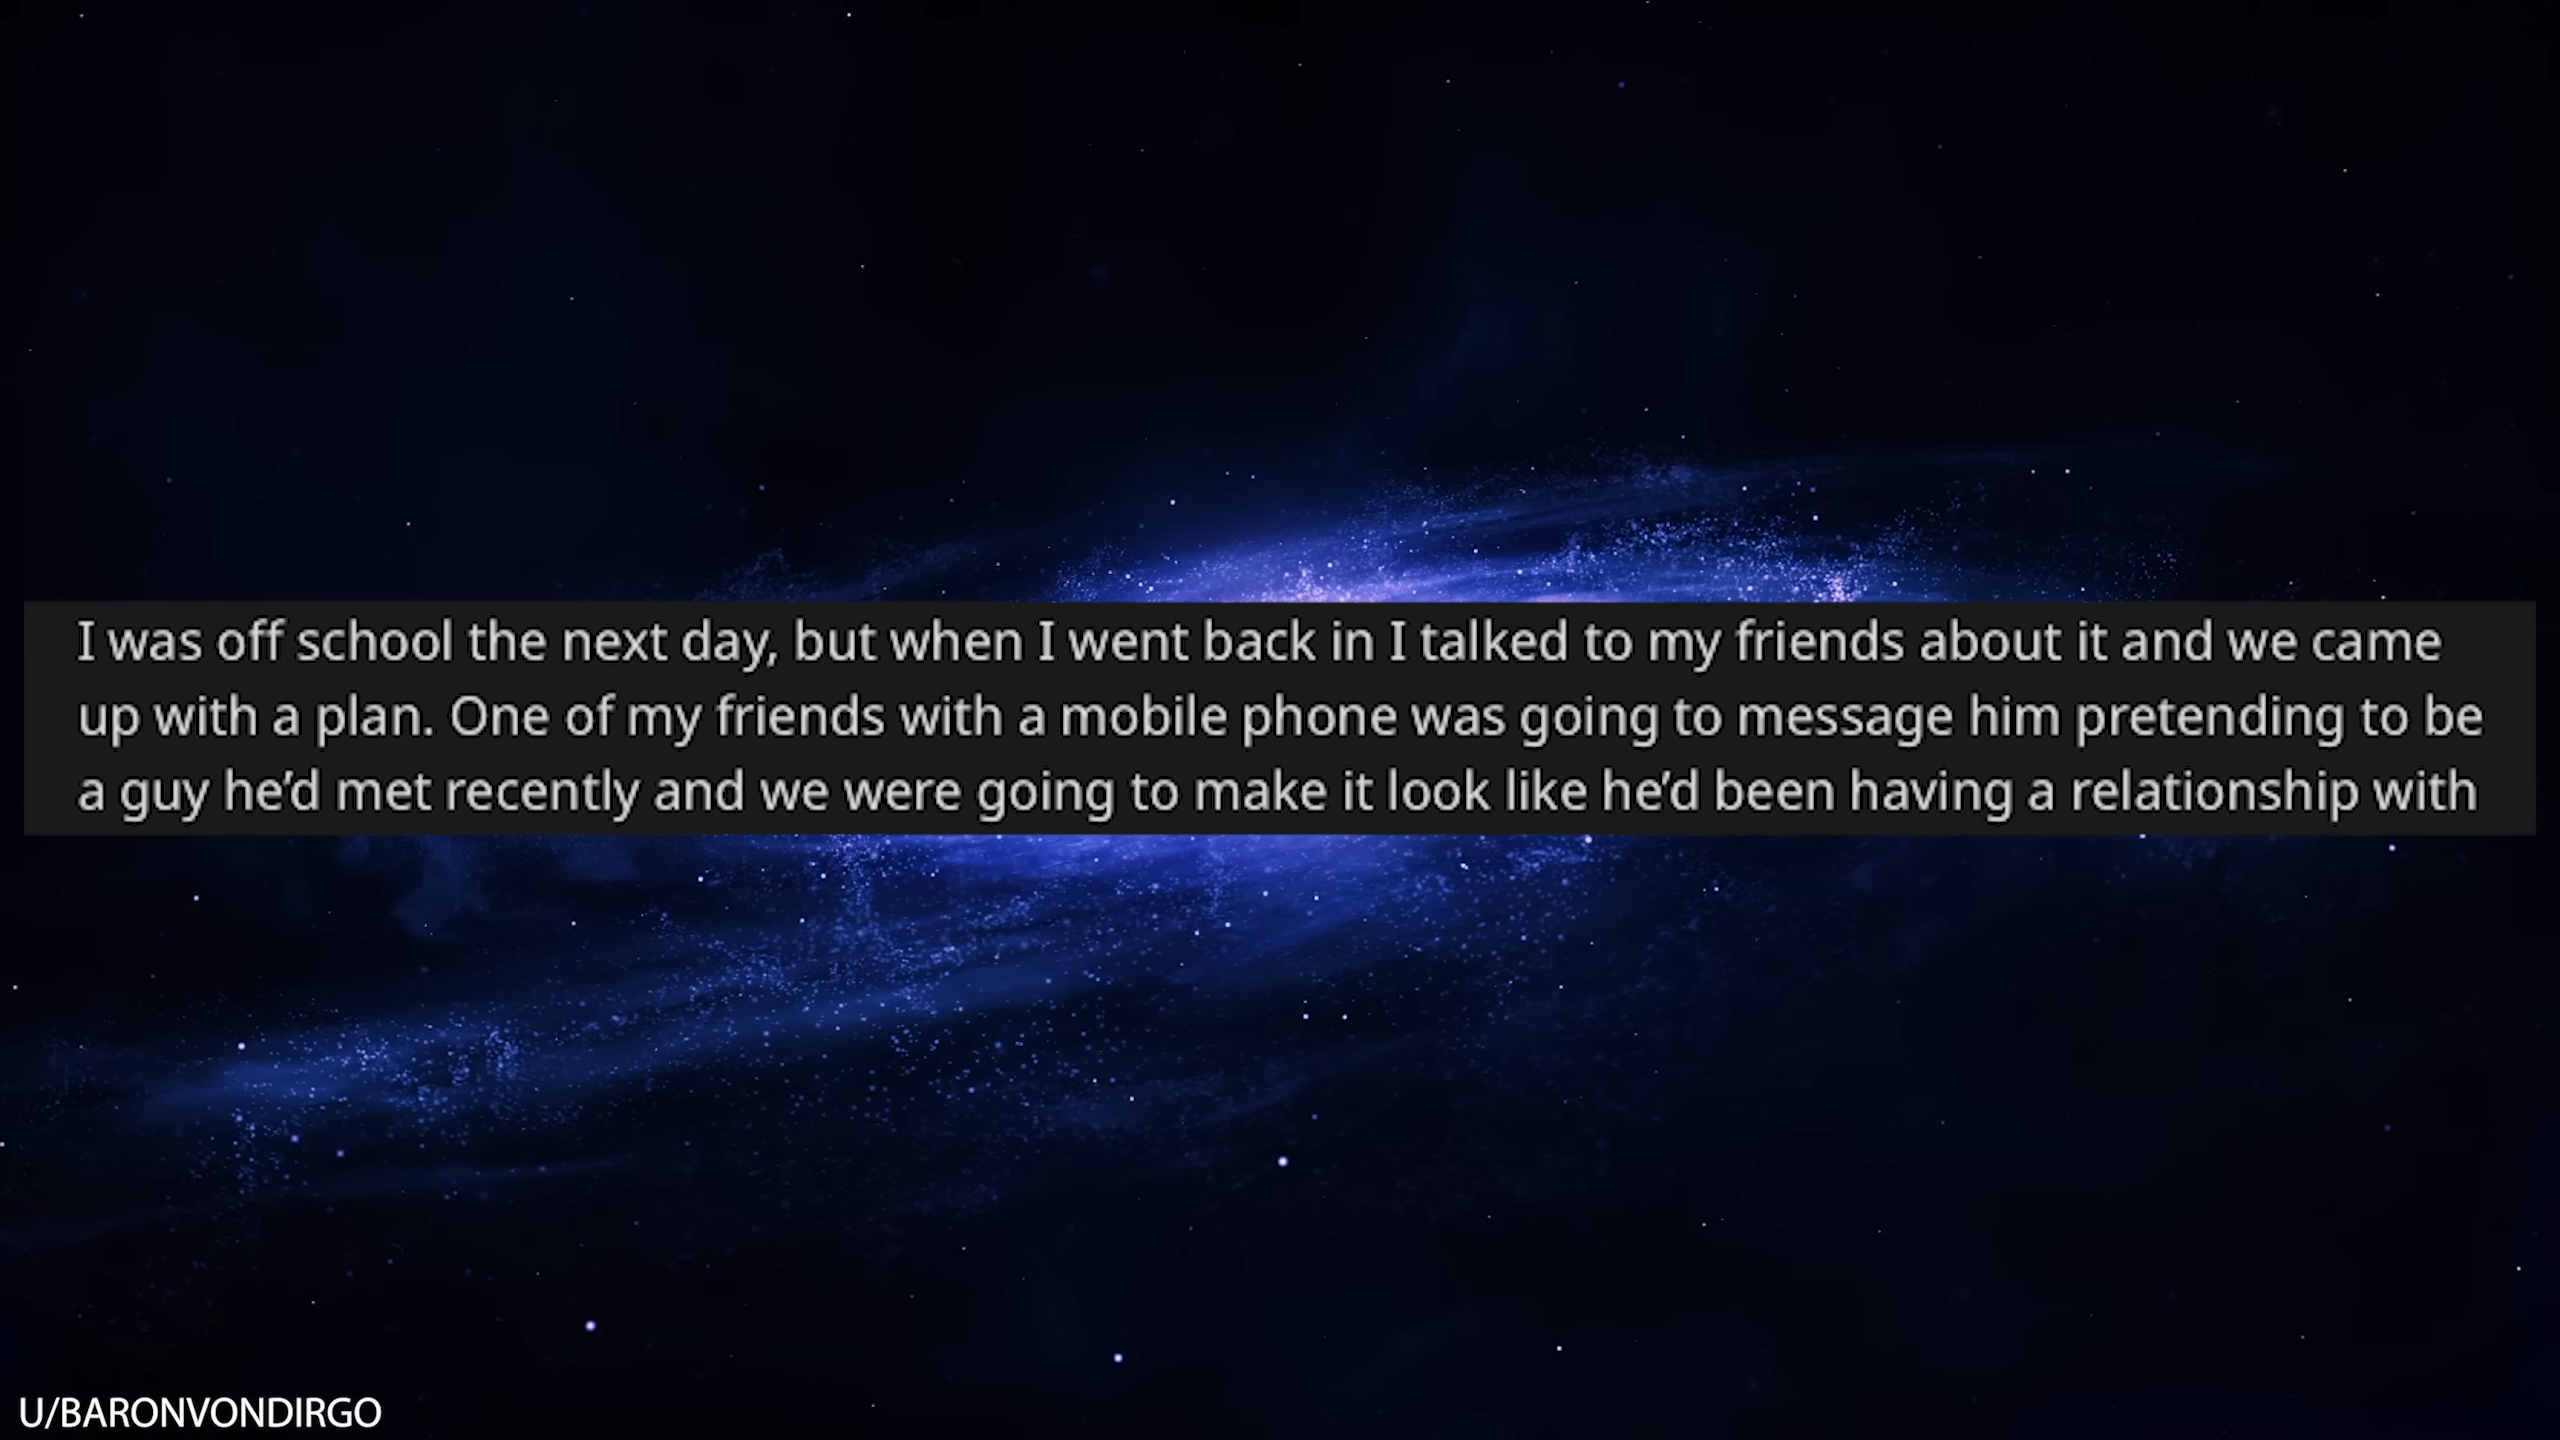 I was off school the next day, but when I went back in I talked to my friends about it and we came
up with a plan. One of my friends with a mobile phone was going to message him pretending to be
a guy he’d met recently and we were going to make it look like he’d been having a relationship with
U/BARONVONDIRGO